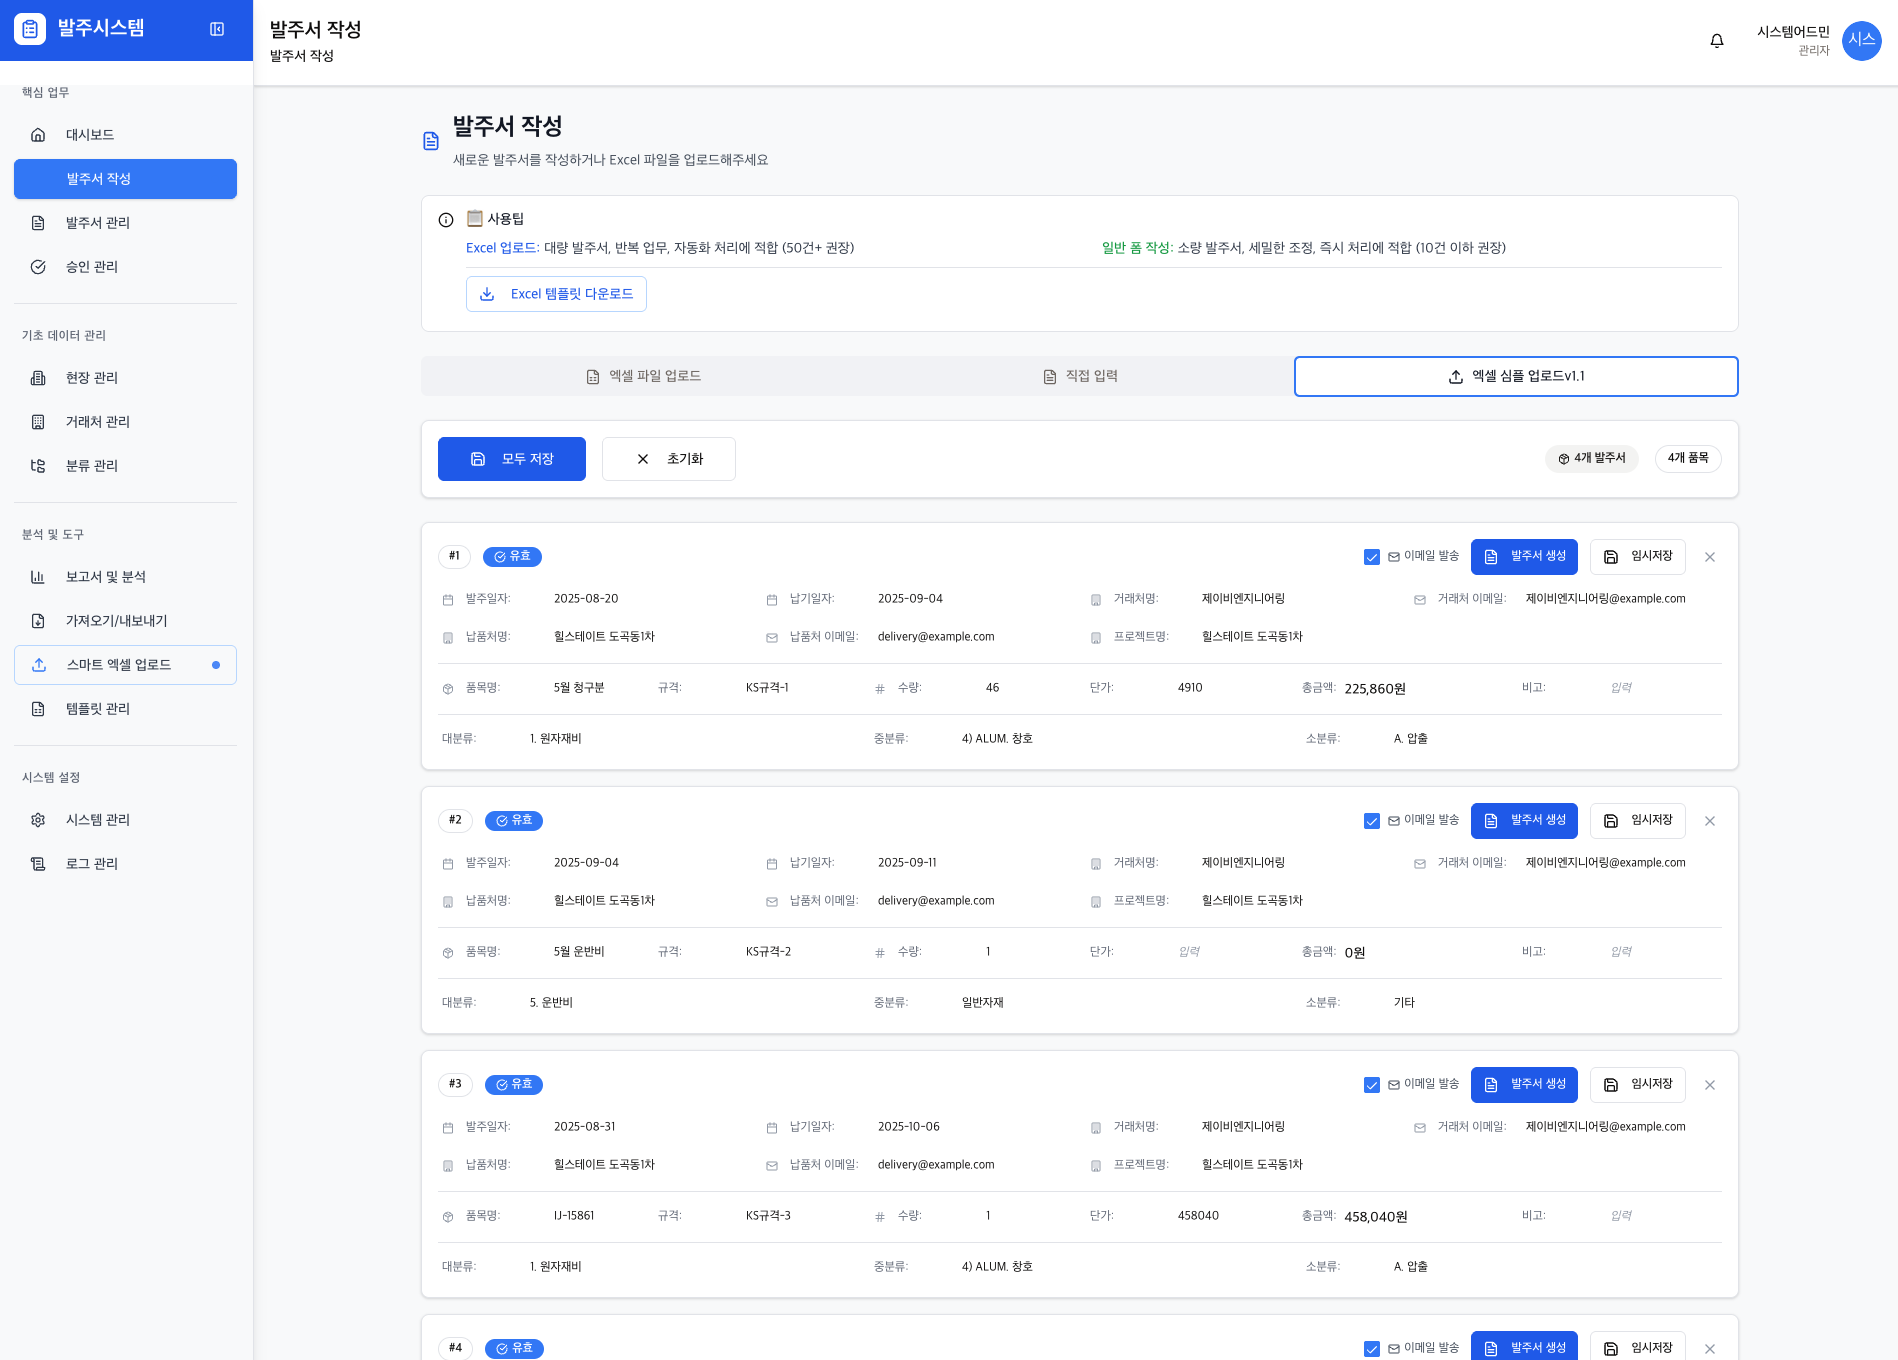 발주시스템
발주서 작성
발주서 작성
시스템어드민
관리자
시스
핵심 업무
대시보드
발주서 작성
발주서 관리
승인 관리
기초 데이터 관리
현장 관리
거래처 관리
분류 관리
분석 및 도구
보고서 및 분석
가져오기/내보내기
스마트 엑셀 업로드
템플릿 관리
시스템 설정
시스템 관리
로그 관리
발주서 작성
새로운 발주서를 작성하거나 Excel 파일을 업로드해주세요
📋 사용팁
Excel 업로드: 대량 발주서, 반복 업무, 자동화 처리에 적합 (50건+ 권장)
일반 폼 작성: 소량 발주서, 세밀한 조정, 즉시 처리에 적합 (10건 이하 권장)
Excel 템플릿 다운로드
엑셀 파일 업로드
직접 입력
엑셀 심플 업로드v1.1
모두 저장
초기화
4개 발주서
4개 품목
#1 유효 이메일 발송 발주서 생성 임시저장
발주일자: 2025-08-20 납기일자: 2025-09-04 거래처명: 제이비엔지니어링 거래처 이메일: 제이비엔지니어링@example.com
납품처명: 힐스테이트 도곡동1차 납품처 이메일: delivery@example.com 프로젝트명: 힐스테이트 도곡동1차
품목명: 5월 청구분 규격: KS규격-1 수량: 46 단가: 4910 총금액: 225,860원 비고: 입력
대분류: 1. 원자재비 중분류: 4) ALUM. 창호 소분류: A. 압출
#2 유효 이메일 발송 발주서 생성 임시저장
발주일자: 2025-09-04 납기일자: 2025-09-11 거래처명: 제이비엔지니어링 거래처 이메일: 제이비엔지니어링@example.com
납품처명: 힐스테이트 도곡동1차 납품처 이메일: delivery@example.com 프로젝트명: 힐스테이트 도곡동1차
품목명: 5월 운반비 규격: KS규격-2 수량: 1 단가: 입력 총금액: 0원 비고: 입력
대분류: 5. 운반비 중분류: 일반자재 소분류: 기타
#3 유효 이메일 발송 발주서 생성 임시저장
발주일자: 2025-08-31 납기일자: 2025-10-06 거래처명: 제이비엔지니어링 거래처 이메일: 제이비엔지니어링@example.com
납품처명: 힐스테이트 도곡동1차 납품처 이메일: delivery@example.com 프로젝트명: 힐스테이트 도곡동1차
품목명: IJ-15861 규격: KS규격-3 수량: 1 단가: 458040 총금액: 458,040원 비고: 입력
대분류: 1. 원자재비 중분류: 4) ALUM. 창호 소분류: A. 압출
#4 유효 이메일 발송 발주서 생성 임시저장